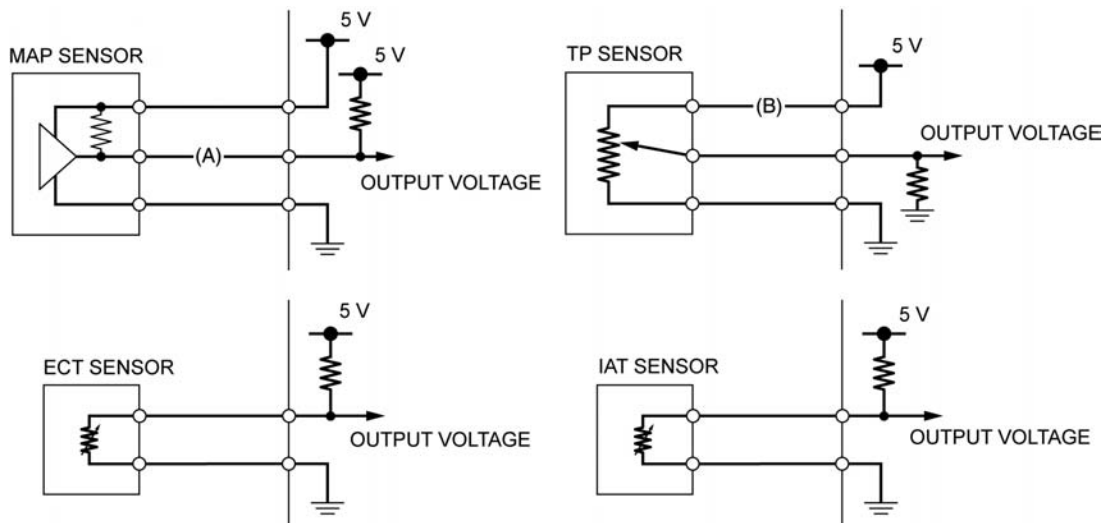 MAP SENSOR
5 V
5 V
(A)
OUTPUT VOLTAGE
TP SENSOR
5 V
(B)
OUTPUT VOLTAGE
ECT SENSOR
5 V
OUTPUT VOLTAGE
IAT SENSOR
5 V
OUTPUT VOLTAGE